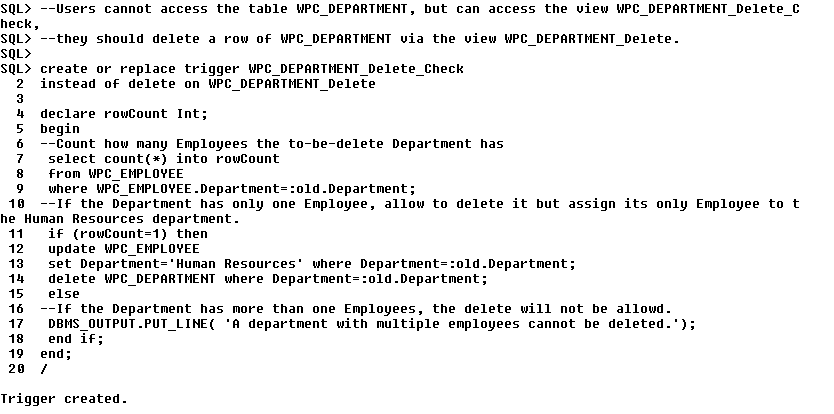 SQL> --Users cannot access the table WPC_DEPARTMENT, but can access the view WPC_DEPARTMENT_Delete_C
heck,
SQL> --they should delete a row of WPC_DEPARTMENT via the view WPC_DEPARTMENT_Delete.
SQL>
SQL> create or replace trigger WPC_DEPARTMENT_Delete_Check
  2  instead of delete on WPC_DEPARTMENT_Delete
  3
  4  declare rowCount Int;
  5  begin
  6  --Count how many Employees the to-be-delete Department has
  7   select count(*) into rowCount
  8   from WPC_EMPLOYEE
  9   where WPC_EMPLOYEE.Department=:old.Department;
 10  --If the Department has only one Employee, allow to delete it but assign its only Employee to t
he Human Resources department.
 11   if (rowCount=1) then
 12   update WPC_EMPLOYEE
 13   set Department='Human Resources' where Department=:old.Department;
 14   delete WPC_DEPARTMENT where Department=:old.Department;
 15   else
 16  --If the Department has more than one Employees, the delete will not be allowd.
 17   DBMS_OUTPUT.PUT_LINE( 'A department with multiple employees cannot be deleted.');
 18   end if;
 19  end;
 20  /
Trigger created.